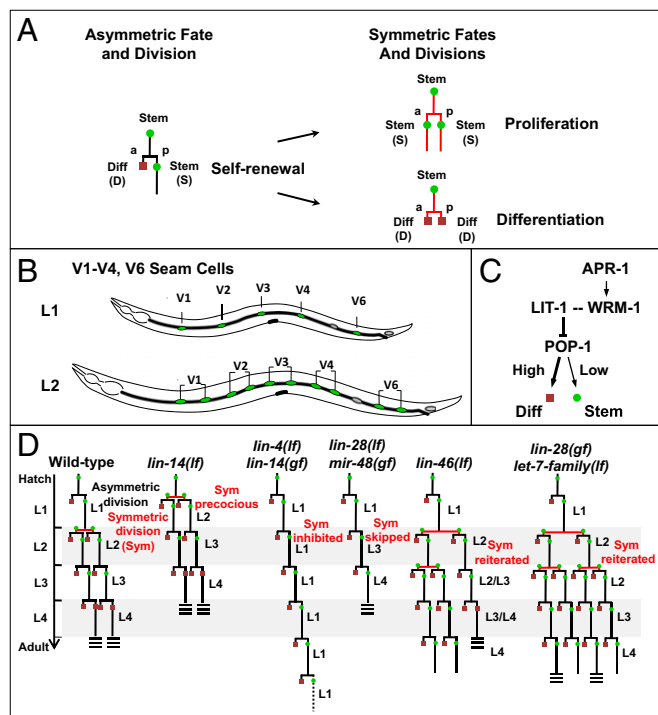 A
Asymmetric Fate
and Division
Symmetric Fates
And Divisions
Stem
a p
Diff
(D)
Stem
(S)
Self-renewal
Stem
a p
Stem
(S)
Stem
(S)
Proliferation
Stem
a p
Diff
(D)
Diff
(D)
Differentiation
B
V1-V4, V6 Seam Cells
L1
V1 V2 V3 V4 V6
L2
V1 V2 V3 V4 V6
C
APR-1
LIT-1 -- WRM-1
POP-1
High Low
Diff Stem
D
Wild-type
lin-14(lf)
lin-4(lf)
lin-14(gf)
lin-28(lf)
mir-48(gf)
lin-46(lf)
lin-28(gf)
let-7-family(lf)
Hatch
L1
L2
L3
L4
Adult
Asymmetric
division
L1
Symmetric
division
(Sym)
L2
L3
L4
Sym
precocious
L2
L3
L4
L1
Sym
inhibited
L1
L1
L1
L1
L1
L1
Sym
skipped
L3
L4
L1
L2
Sym
reiterated
L2/L3
L3/L4
L4
L1
L2
Sym
reiterated
L2
L3
L4